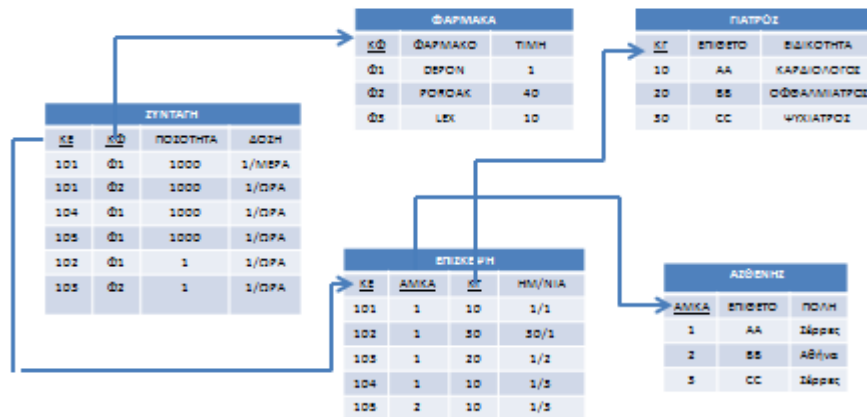 ΦΑΡΜΑΚΑ
ΚΦ ΦΑΡΜΑΚΟ ΤΙΜΗ
Φ1 DEPON 1
Φ2 POROAK 40
Φ3 LEX 10
ΓΙΑΤΡΟΣ
ΚΓ ΕΠΙΘΕΤΟ ΕΙΔΙΚΟΤΗΤΑ
10 AA ΚΑΡΔΙΟΛΟΓΟΣ
20 BB ΟΦΘΑΛΜΙΑΤΡΟΣ
30 CC ΨΥΧΙΑΤΡΟΣ
ΣΥΝΤΑΓΗ
ΚΕ ΚΦ ΠΟΣΟΤΗΤΑ ΔΟΣΗ
101 Φ1 1000 1/ΜΕΡΑ
101 Φ2 1000 1/ΩΡΑ
104 Φ1 1000 1/ΩΡΑ
105 Φ1 1000 1/ΩΡΑ
102 Φ1 1 1/ΩΡΑ
103 Φ2 1 1/ΩΡΑ
ΕΠΙΣΚΕΨΗ
ΚΕ ΑΜΚΑ ΚΓ ΗΜ/ΝΙΑ
101 1 10 1/1
102 1 30 30/1
103 1 20 1/2
104 1 10 1/3
105 2 10 1/3
ΑΣΘΕΝΗΣ
ΑΜΚΑ ΕΠΙΘΕΤΟ ΠΟΛΗ
1 AA Σέρρες
2 BB Αθήνα
3 CC Σέρρες